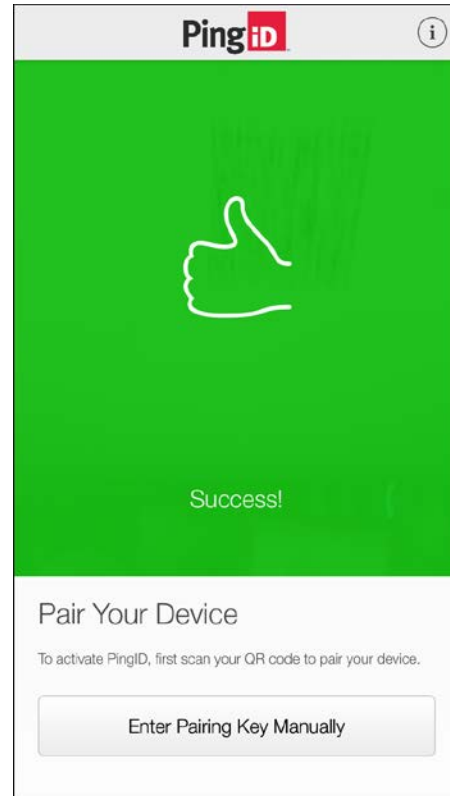 PingID
Success!
Pair Your Device
To activate PingID, first scan your QR code to pair your device.
Enter Pairing Key Manually